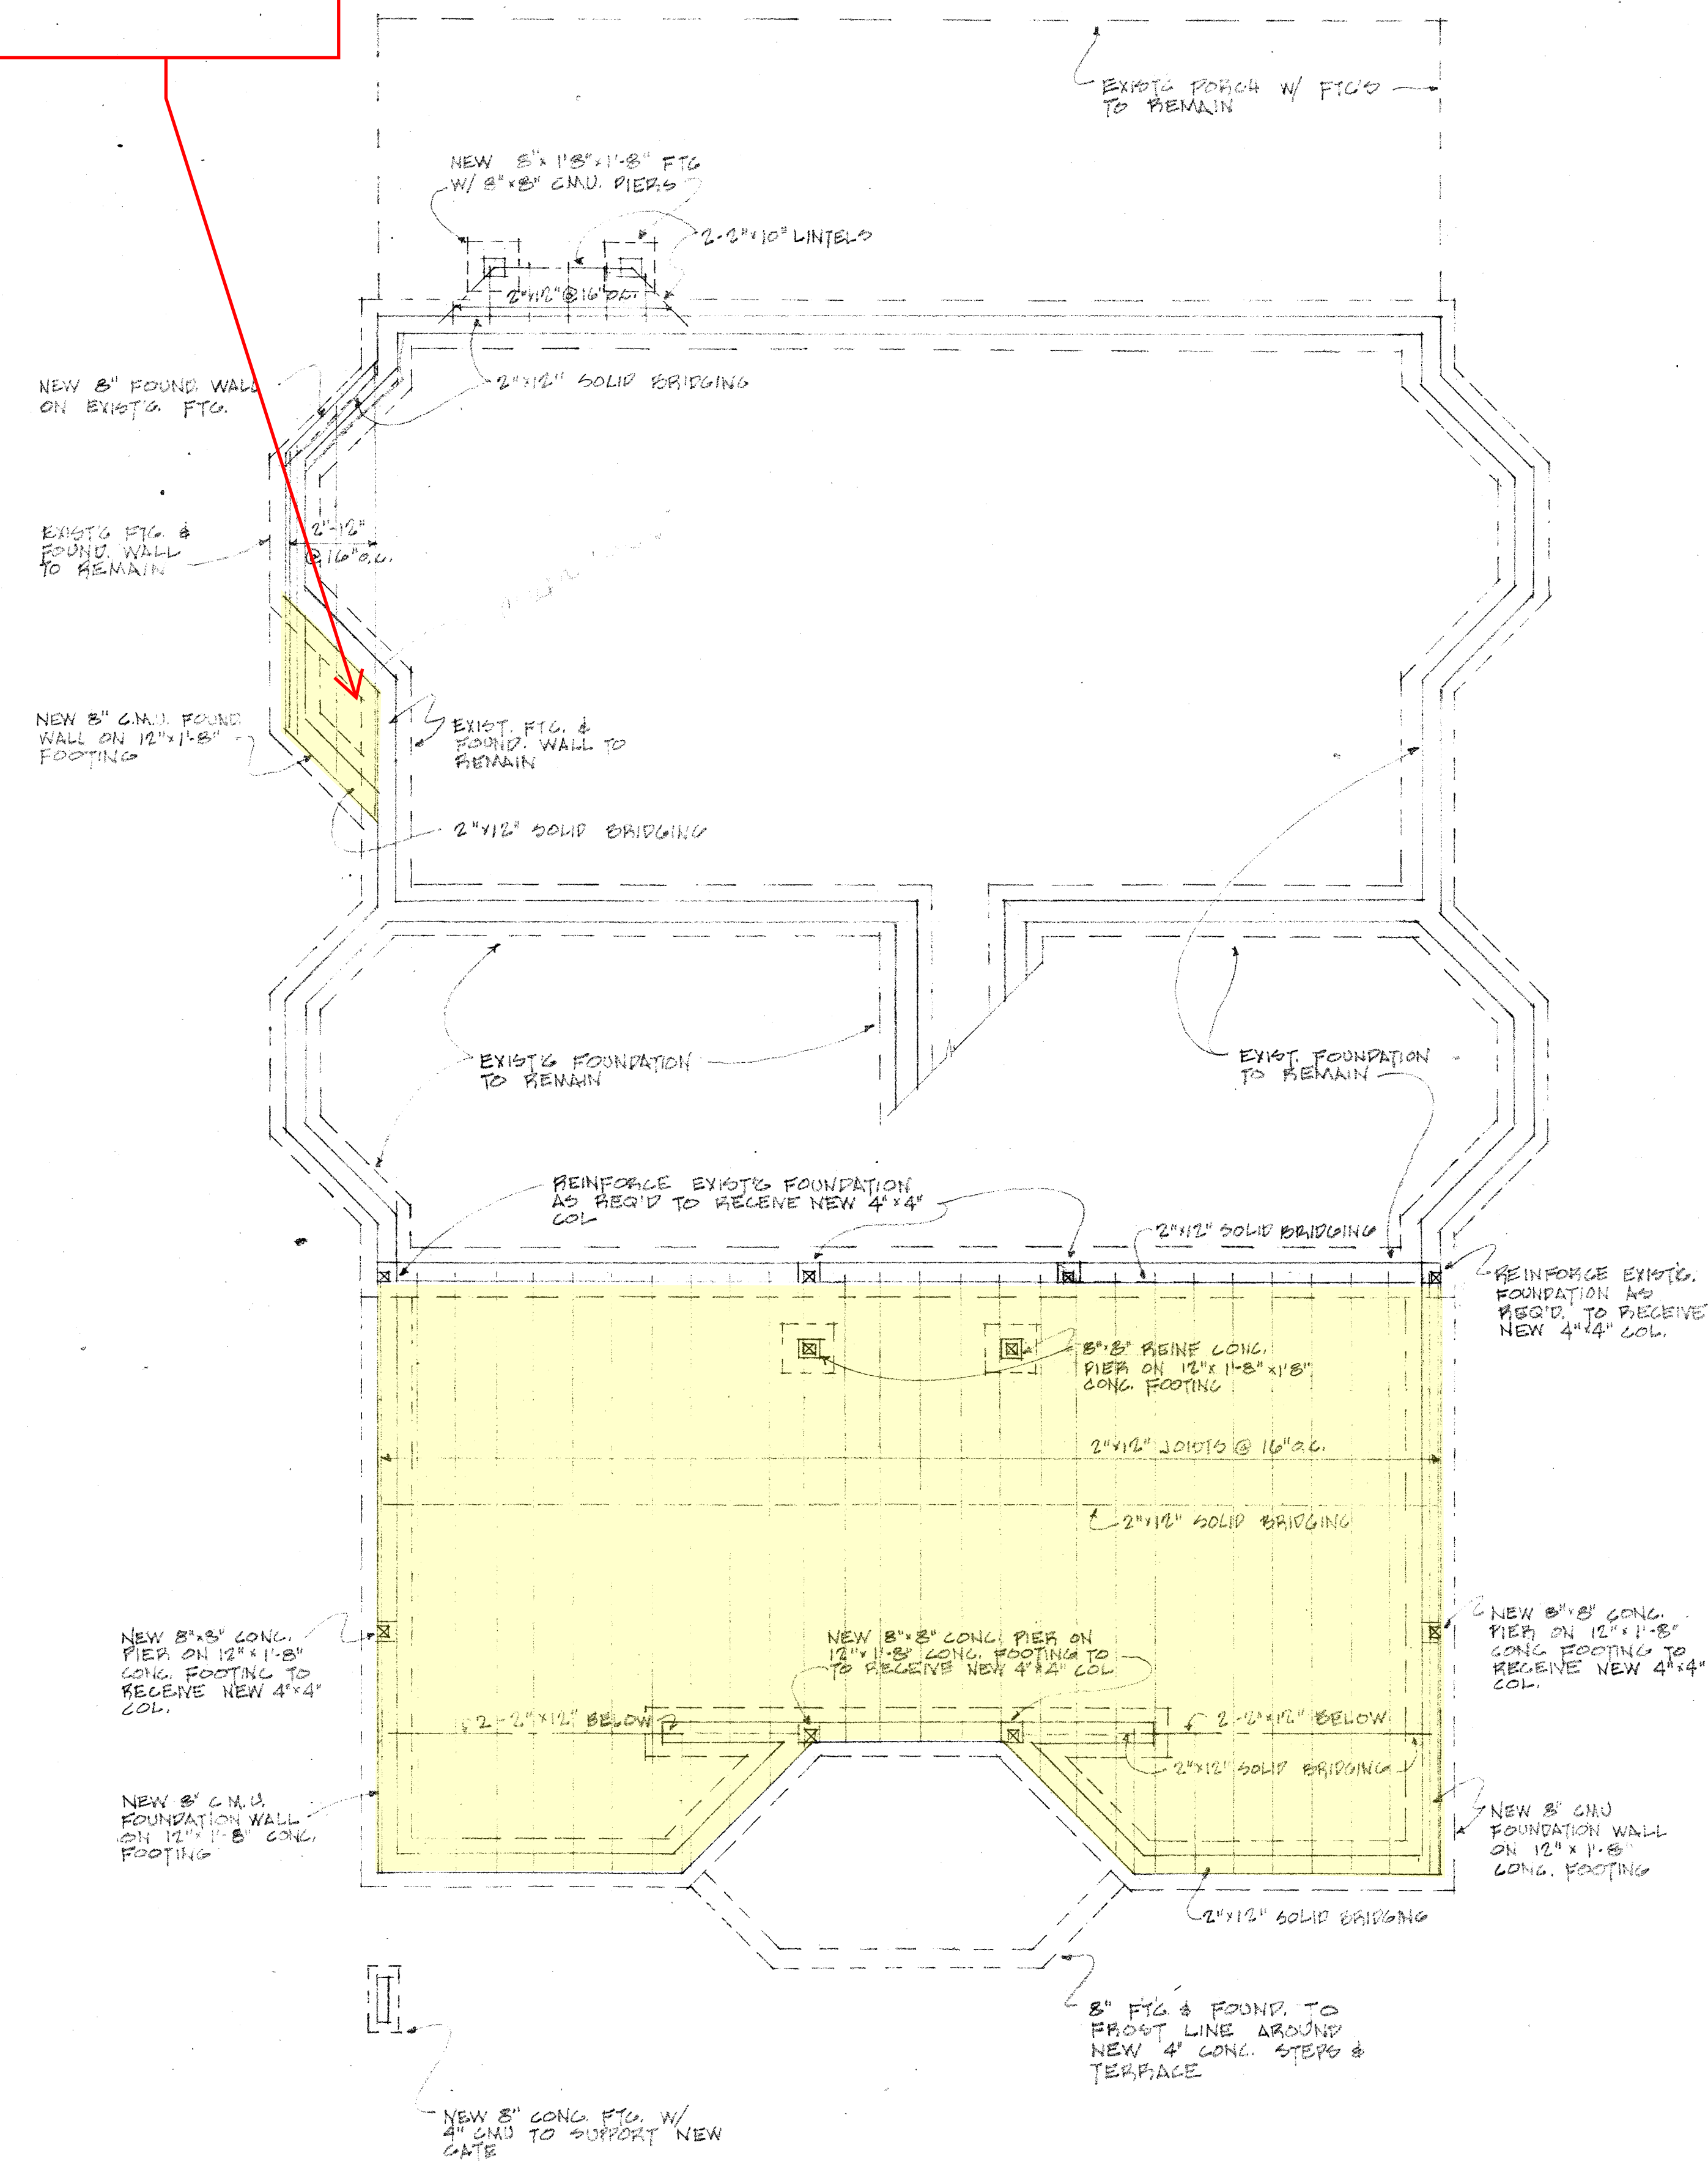 EXIST'G PORCH W/ FTG'S
TO REMAIN
NEW 8"x 1'8"x1'-8" FTG
W/ 8"x8" C.M.U. PIERS
2-2"x10" LINTELS
2"x12"@16"o.c.
NEW 8" FOUND. WALL
ON EXIST'G. FTG.
2"x12" SOLID BRIDGING
EXIST'G FTG. &
FOUND. WALL
TO REMAIN
2"-12"
@16"o.c.
NEW 8" C.M.U. FOUND.
WALL ON 12"x1'-8"
FOOTING
EXIST. FTG. &
FOUND. WALL TO
REMAIN
2"x12" SOLID BRIDGING
EXIST'G FOUNDATION
TO REMAIN
EXIST. FOUNDATION
TO REMAIN
REINFORCE EXIST'G FOUNDATION
AS REQ'D TO RECEIVE NEW 4"x4"
COL
2"x12" SOLID BRIDGING
REINFORCE EXIST'G.
FOUNDATION AS
REQ'D. TO RECEIVE
NEW 4"x4" COL.
8"x8" REINF CONC.
PIER ON 12"x 1'-8"x1'8"
CONC. FOOTING
2"x12" JOISTS @ 16"o.c.
2"x12" SOLID BRIDGING
NEW 8"x8" CONC.
PIER ON 12"x1'-8"
CONC. FOOTING TO
RECEIVE NEW 4"x4"
COL.
NEW 8"x8" CONC. PIER ON
12"x 1'-8" CONC. FOOTING TO
TO RECEIVE NEW 4"x4" COL
NEW 8"x8" CONC.
PIER ON 12"x1'-8"
CONC FOOTING TO
RECEIVE NEW 4"x4"
COL.
2-2"x12" BELOW
2-2"x12" BELOW
2"x12" SOLID BRIDGING
NEW 8" C.M.U.
FOUNDATION WALL
ON 12"x 1'-8" CONC.
FOOTING
NEW 8" CMU
FOUNDATION WALL
ON 12" x 1'-8"
CONC. FOOTING
2"x12" SOLID BRIDGING
8" FTG. & FOUND. TO
FROST LINE AROUND
NEW 4" CONC. STEPS &
TERRACE
NEW 8" CONC. FTG. W/
4" CMU TO SUPPORT NEW
GATE